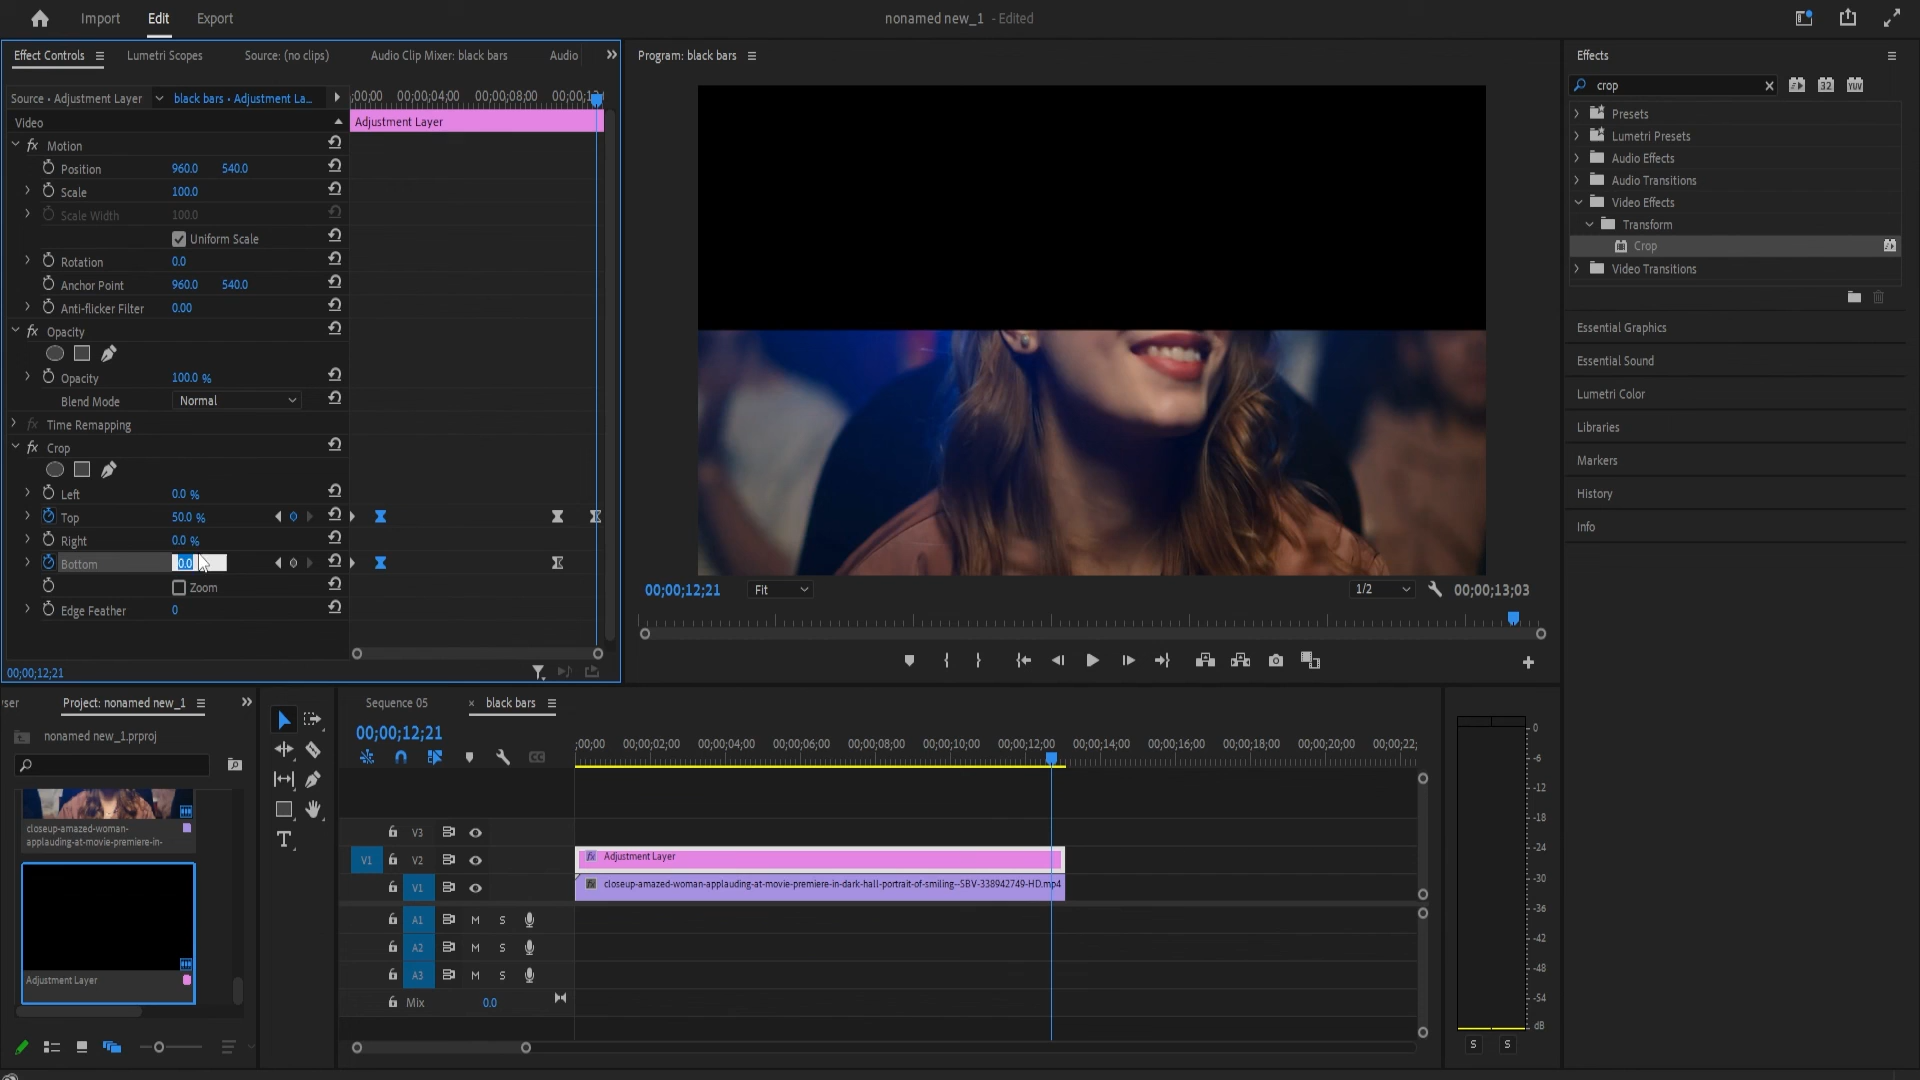 Import
Edit
Export
nonamed new_1 - Edited
Effect Controls
Lumetri Scopes
Source: (no clips)
Audio Clip Mixer: black bars
Audio
Program: black bars
Effects
Source • Adjustment Layer
black bars • Adjustment La...
;00;00
00;00;04;00
00;00;08;00
00;00;12;
crop
32
YUV
Video
Adjustment Layer
Presets
Lumetri Presets
Audio Effects
Audio Transitions
Video Effects
Transform
Crop
Video Transitions
fx Motion
Position 960.0 540.0
Scale 100.0
Scale Width 100.0
Uniform Scale
Rotation 0.0
Anchor Point 960.0 540.0
Anti-flicker Filter 0.00
fx Opacity
Opacity 100.0 %
Blend Mode Normal
fx Time Remapping
fx Crop
Left 0.0 %
Top 50.0 %
Right 0.0 %
Bottom 0.0
Zoom
Edge Feather 0
00;00;12;21
Essential Graphics
Essential Sound
Lumetri Color
Libraries
Markers
History
Info
00;00;12;21
Fit
1/2
00;00;13;03
ser
Project: nonamed new_1
nonamed new_1.prproj
closeup-amazed-woman-
applauding-at-movie-premiere-in-
Adjustment Layer
Sequence 05
× black bars
00;00;12;21
;00;00
00;00;02;00
00;00;04;00
00;00;06;00
00;00;08;00
00;00;10;00
00;00;12;00
00;00;14;00
00;00;16;00
00;00;18;00
00;00;20;00
00;00;22;
V3
V1 V2 fx Adjustment Layer
V1 fx closeup-amazed-woman-applauding-at-movie-premiere-in-dark-hall-portrait-of-smiling--SBV-338942749-HD.mp4
A1 M S
A2 M S
A3 M S
Mix 0.0
0
-6
-12
-18
-24
-30
-36
-42
-48
-54
dB
S S